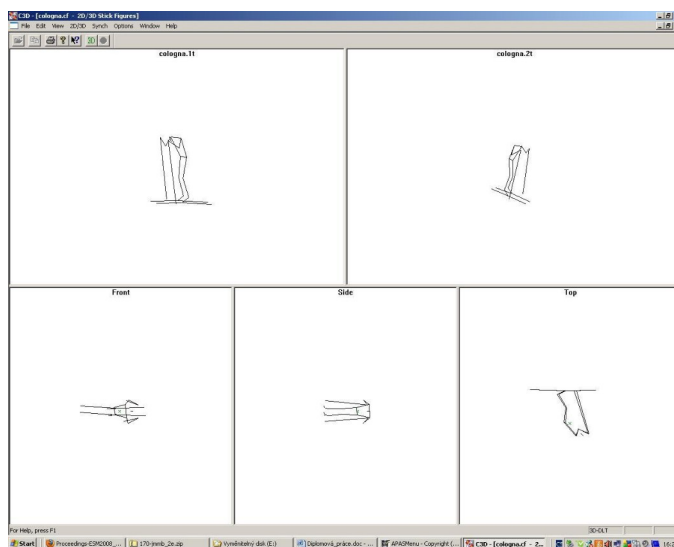 C3D - [cologna.cf - 2D/3D Stick Figures]
File Edit View 2D/3D Synch Options Window Help
2D
cologna.1t
cologna.2t
Front
Side
Top
For Help, press F1
3D-DLT
Start
Proceedings-ESM2008_...
170-jmmb_2e.zip
Vyměnitelný disk (E:)
Diplomová_práce.doc - ...
APASMenu - Copyright (...
C3D - [cologna.cf - 2...